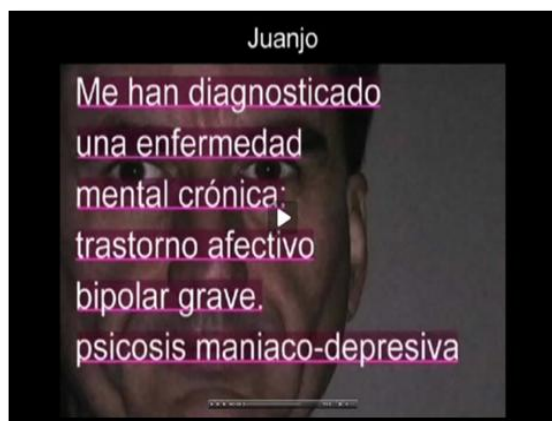 Juanjo
Me han diagnosticado
una enfermedad
mental crónica:
trastorno afectivo
bipolar grave.
psicosis maniaco-depresiva